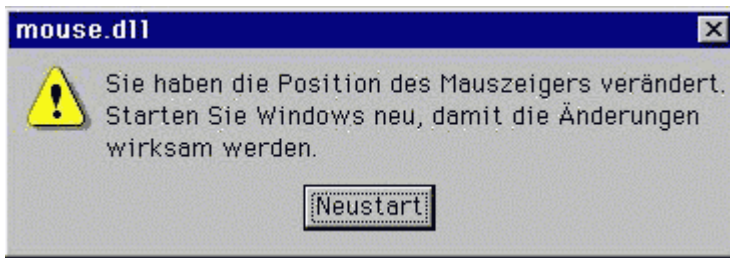 mouse.dll
Sie haben die Position des Mauszeigers verändert.
Starten Sie Windows neu, damit die Änderungen
wirksam werden.
Neustart